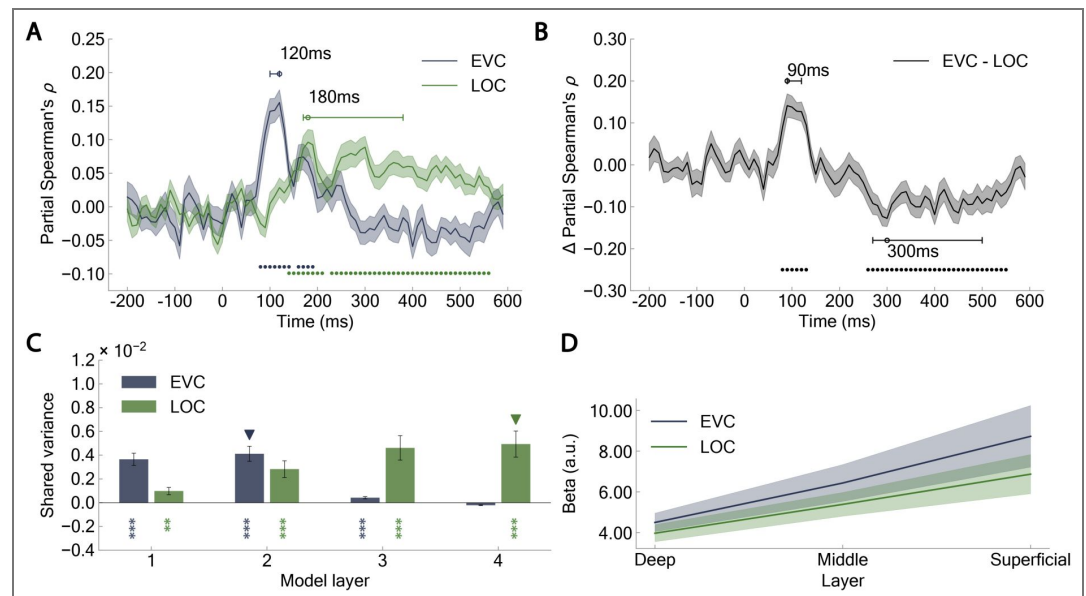 A
0.25
0.20
0.15
0.10
0.05
0.00
−0.05
−0.10
Partial Spearman's ρ
120ms
180ms
EVC
LOC
-200 -100 0 100 200 300 400 500 600
Time (ms)
B
0.30
0.20
0.10
0.00
−0.10
−0.20
−0.30
Δ Partial Spearman's ρ
90ms
300ms
EVC - LOC
-200 -100 0 100 200 300 400 500 600
Time (ms)
C
× 10⁻²
1.2
1.0
0.8
0.6
0.4
0.2
0.0
−0.2
−0.4
Shared variance
EVC
LOC
*** ** *** *** *** *** ***
1 2 3 4
Model layer
D
10.00
8.00
6.00
4.00
Beta (a.u.)
EVC
LOC
Deep Middle Superficial
Layer